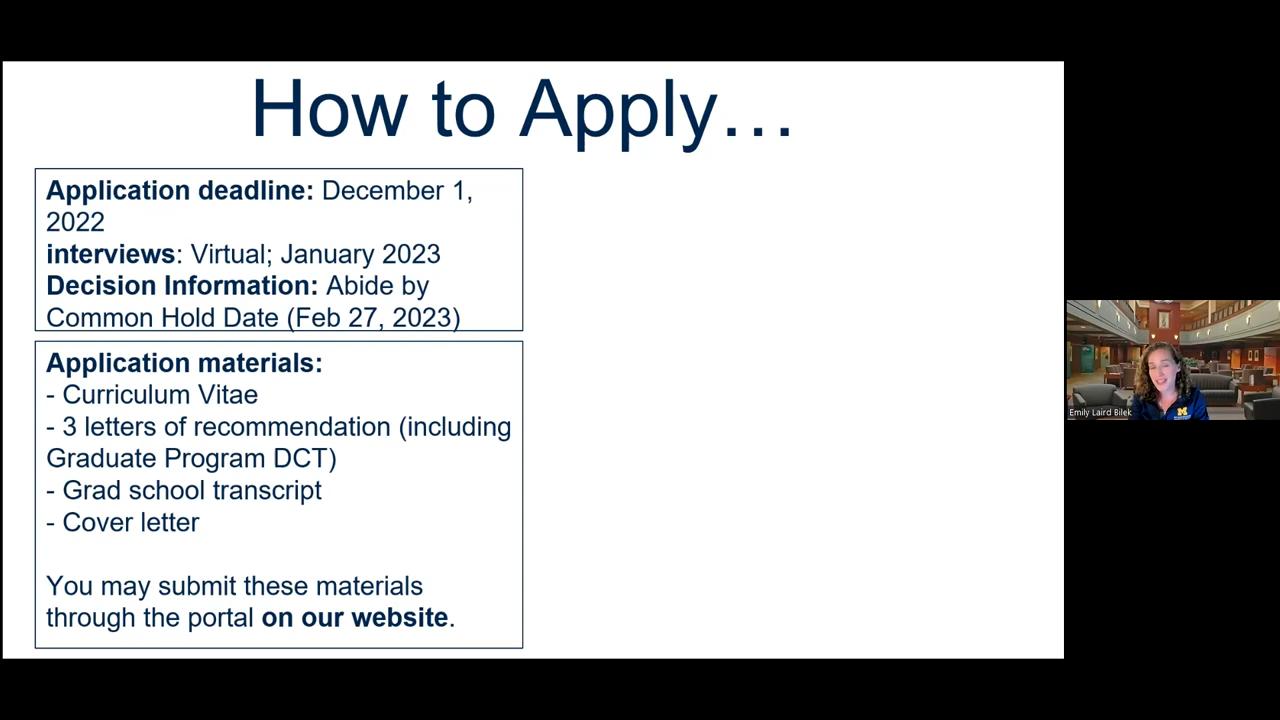 How to Apply…
Application deadline: December 1,
2022
interviews: Virtual; January 2023
Decision Information: Abide by
Common Hold Date (Feb 27, 2023)
Application materials:
- Curriculum Vitae
- 3 letters of recommendation (including
Graduate Program DCT)
- Grad school transcript
- Cover letter
You may submit these materials
through the portal on our website.
M
Emily Laird Bilek